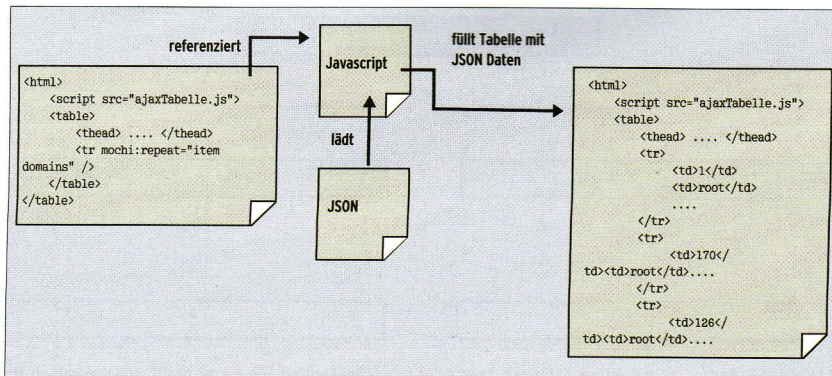 referenziert
<html>
<script src="ajaxTabelle.js">
<table>
<thead> .... </thead>
<tr mochi:repeat="item
domains" />
</table>
</table>
Javascript
lädt
JSON
füllt Tabelle mit
JSON Daten
<html>
<script src="ajaxTabelle.js">
<table>
<thead> .... </thead>
<tr>
<td>1</td>
<td>root</td>
....
</tr>
<tr>
<td>170</
td><td>root</td>....
</tr>
<tr>
<td>126</
td><td>root</td>....